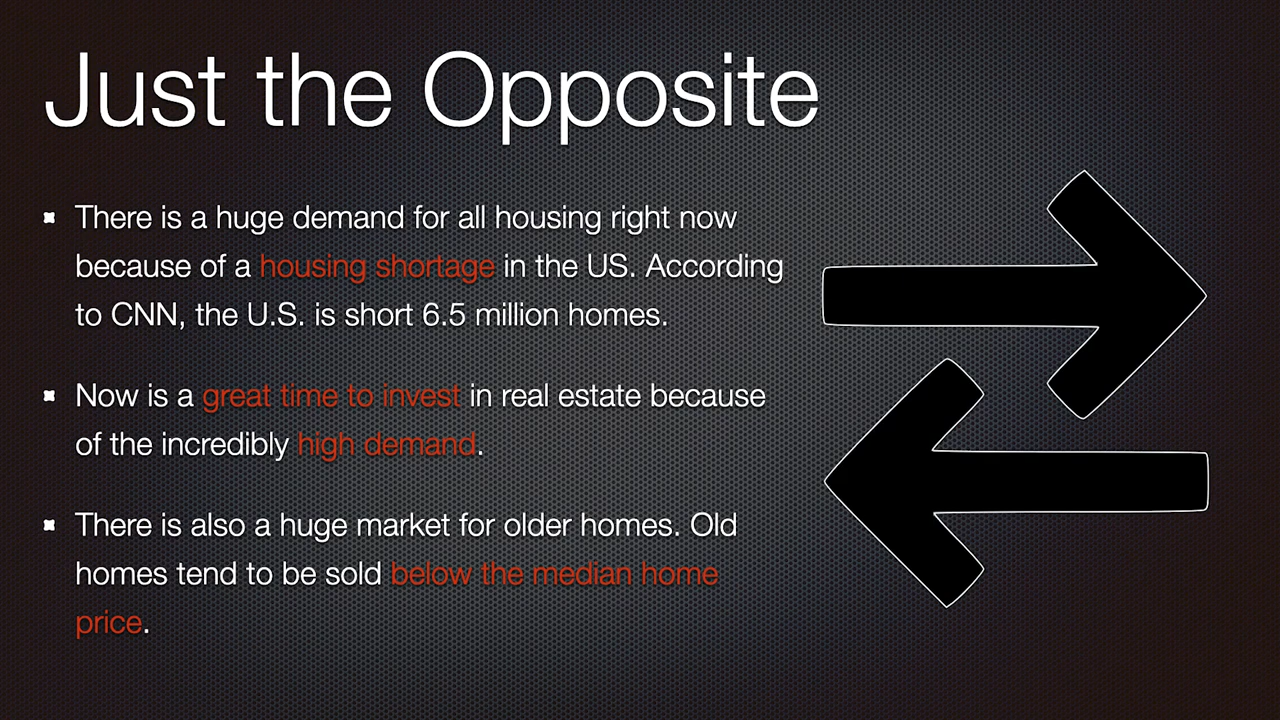 Just the Opposite
There is a huge demand for all housing right now
because of a housing shortage in the US. According
to CNN, the U.S. is short 6.5 million homes.
Now is a great time to invest in real estate because
of the incredibly high demand.
There is also a huge market for older homes. Old
homes tend to be sold below the median home
price.